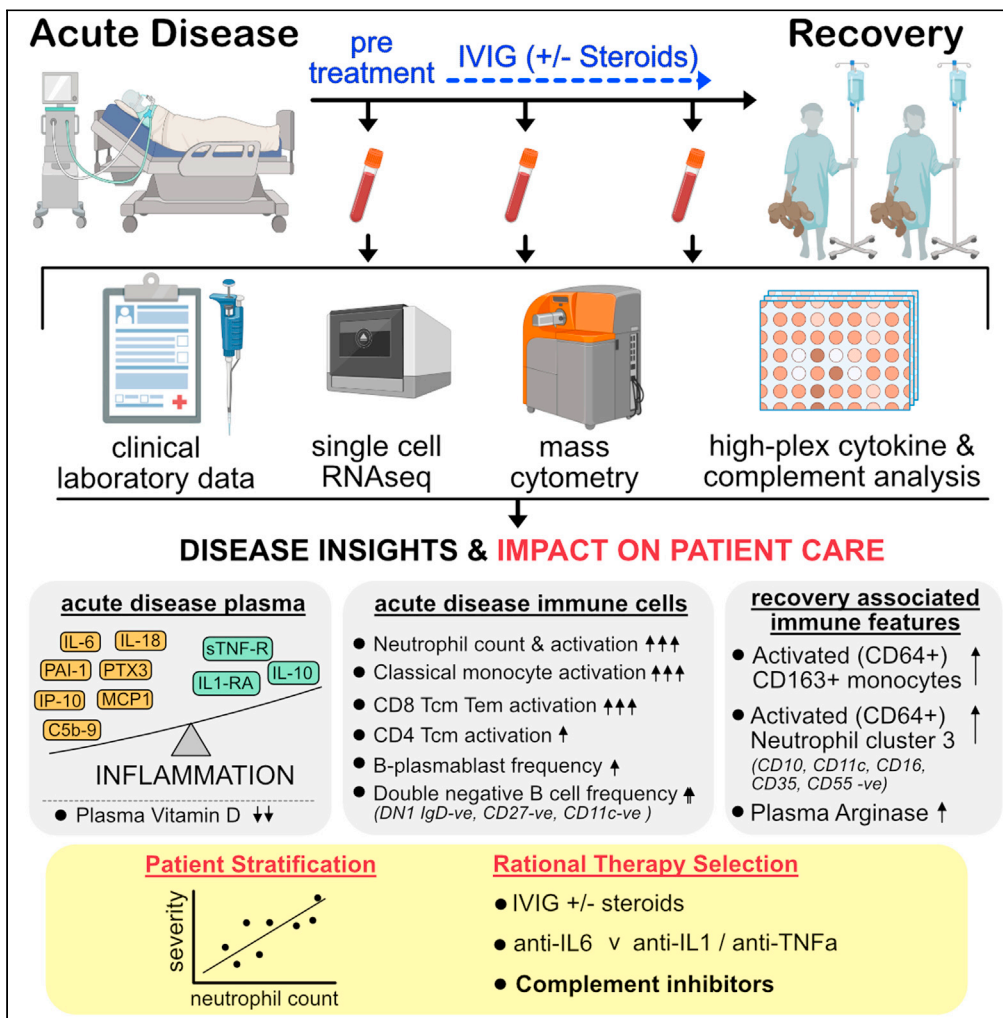 Acute Disease
pre
treatment
IVIG (+/- Steroids)
Recovery
clinical
laboratory data
single cell
RNAseq
mass
cytometry
high-plex cytokine &
complement analysis
DISEASE INSIGHTS & IMPACT ON PATIENT CARE
acute disease plasma
IL-6
IL-18
PAI-1
PTX3
IP-10
MCP1
C5b-9
sTNF-R
IL1-RA
IL-10
INFLAMMATION
● Plasma Vitamin D ↓↓
acute disease immune cells
● Neutrophil count & activation ↑↑↑
● Classical monocyte activation ↑↑↑
● CD8 Tcm Tem activation ↑↑↑
● CD4 Tcm activation ↑
● B-plasmablast frequency ↑
● Double negative B cell frequency ↑↑
(DN1 IgD-ve, CD27-ve, CD11c-ve )
recovery associated
immune features
● Activated (CD64+)
CD163+ monocytes ↑
● Activated (CD64+)
Neutrophil cluster 3 ↑
(CD10, CD11c, CD16,
CD35, CD55 -ve)
● Plasma Arginase ↑
Patient Stratification
severity
neutrophil count
Rational Therapy Selection
● IVIG +/- steroids
● anti-IL6 v anti-IL1 / anti-TNFa
● Complement inhibitors